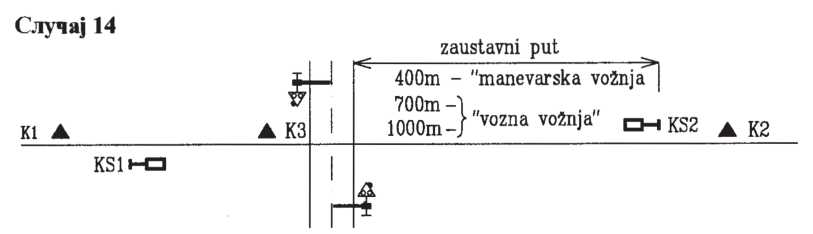 Случај 14
zaustavni put
400m - "manevarska vožnja
700m-
1000m- "vozna vožnja"
K1 K3 KS2 K2
KS1